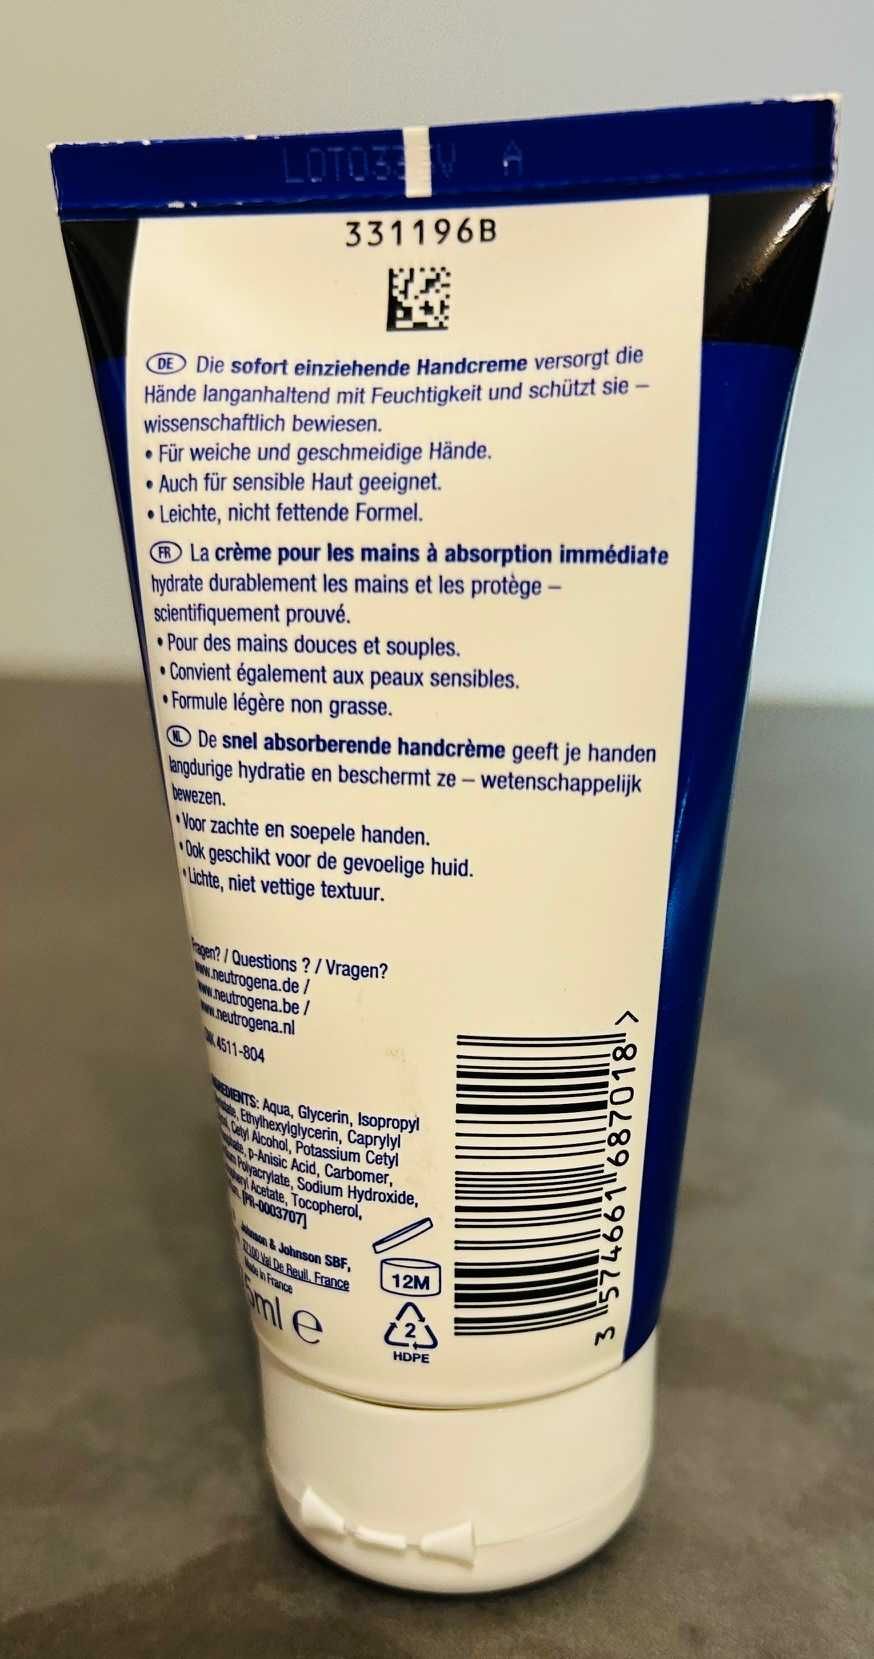 331196B
DE Die sofort einziehende Handcreme versorgt die
Hände langanhaltend mit Feuchtigkeit und schützt sie –
wissenschaftlich bewiesen.
• Für weiche und geschmeidige Hände.
• Auch für sensible Haut geeignet.
• Leichte, nicht fettende Formel.
FR La crème pour les mains à absorption immédiate
hydrate durablement les mains et les protège –
scientifiquement prouvé.
• Pour des mains douces et souples.
• Convient également aux peaux sensibles.
• Formule légère non grasse.
NL De snel absorberende handcrème geeft je handen
langdurige hydratie en beschermt ze – wetenschappelijk
bewezen.
• Voor zachte en soepele handen.
• Ook geschikt voor de gevoelige huid.
• Lichte, niet vettige textuur.
Fragen? / Questions ? / Vragen?
www.neutrogena.de /
www.neutrogena.be /
www.neutrogena.nl
4511-804
INGREDIENTS: Aqua, Glycerin, Isopropyl
Ethylhexylglycerin, Caprylyl
Cetyl Alcohol, Potassium Cetyl
p-Anisic Acid, Carbomer,
Polyacrylate, Sodium Hydroxide,
Acetate, Tocopherol,
[PR-0003707]
Johnson & Johnson SBF,
27100 Val De Reuil, France
Made in France
ml e
12M
2
HDPE
3 574661 687018 >